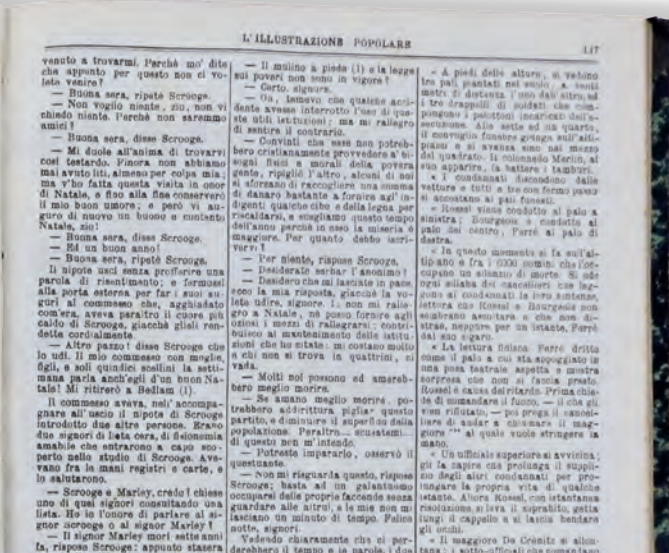 L'ILLUSTRAZIONE POPOLARE
117
venuto a trovarmi. Perchè mo' dite
che appunto per questo non ci vo-
lete venire?
— Buona sera, ripetè Scrooge.
— Non voglio niente, zio, non vi
chiedo niente. Perchè non saremmo
amici?
— Buona sera, disse Scrooge.
— Mi duole all'anima di trovarvi
così testardo. Finora non abbiamo
mai avuto liti, almeno per colpa mia;
ma v'ho fatta questa visita in onor
di Natale, e fino alla fine conserverò
il mio buon umore; e però vi au-
guro di nuovo un buono e contento
Natale, zio!
— Buona sera, disse Scrooge.
— Ed un buon anno!
— Buona sera, ripetè Scrooge.
Il nipote uscì senza profferire una
parola di risentimento; e fermossi
alla porta esterna per far i suoi au-
guri al commesso che, agghiadato
com'era, aveva peraltro il cuore più
caldo di Scrooge, giacchè glieli ren-
dette cordialmente.
— Altro pazzo! disse Scrooge che
lo udì. Il mio commesso con moglie,
figli, e soli quindici scellini la setti-
mana parla anch'egli d'un buon Na-
tale! Mi ritirerò a Bedlam (1).
Il commesso aveva, nell'accompa-
gnare all'uscio il nipote di Scrooge
introdotto due altre persone. Erano
due signori di lieta cera, di fisionomia
amabile che entrarono a capo sco-
perto nello studio di Scrooge. Ave-
vano fra le mani registri e carte, e
lo salutarono.
— Scrooge e Marley, credo? chiese
uno di quei signori consultando una
lista. Ho io l'onore di parlare al si-
gnor Scrooge o al signor Marley?
— Il signor Marley morì sette anni
fa, rispose Scrooge: appunto stasera
— Il mulino a piede (1) e la legge
sui poveri non sono in vigore?
— Certo, signore.
— Oh, temevo che qualche acci-
dente avesse interrotto l'uso di que-
ste utili istituzioni; ma mi rallegro
di sentire il contrario.
— Convinti che esse non potreb-
bero cristianamente provvedere a' bi-
sogni fisici e morali della povera
gente, ripigliò l'altro, alcuni di noi
si sforzano di raccogliere una somma
di danaro bastante a fornire agl'in-
digenti qualche cibo e della legna per
riscaldarsi, e scegliamo questo tempo
dell'anno perchè in esso la miseria è
maggiore. Per quanto debbo iscri-
vervi?
— Per niente, rispose Scrooge.
— Desiderate serbar l'anonimo?
— Desidero che mi lasciate in pace,
ecco la mia risposta, giacchè la vo-
lete udire, signore. Io non mi ralle-
gro a Natale, nè posso fornire agli
oziosi i mezzi di rallegrarsi; contri-
buisco al mantenimento delle istitu-
zioni che ho citate: mi costano molto
e chi non si trova in quattrini, ci
vada.
— Molti noi possono ed amereb-
bero meglio morire.
— Se amano meglio morire, po-
trebbero addirittura pigliar questo
partito, e diminuire il superfluo della
popolazione. Peraltro... scusatemi...
di questo non m'intendo.
— Potreste impararlo, osservò il
questuante.
— Non mi risguarda questo, rispose
Scrooge; basta ad un galantuomo
occuparsi delle proprie faccende senza
guardare alle altrui, e le mie non mi
lasciano un minuto di tempo. Felice
notte, signori.
Vedendo chiaramente che ci per-
derebbero il tempo e le parole, i due
« A piedi delle alture, si vedono
tre pali piantati nel suolo, a venti
metri di distanza l'uno dall'altro, ed
i tre drappelli di soldati che com-
pongono i pelottoni incaricati dell'e-
secuzione. Alle sette ed un quarto,
il convoglio funebre giunge sull'alti-
piano e si avanza sino nel mezzo
del quadrato. Il colonnello Merlin, al
suo apparire, fa battere i tamburi.
« I condannati discendono dalle
vetture e tutti e tre con fermo passo
si accostano ai pali funesti.
« Rossel viene condotto al palo a
sinistra; Bourgeois è condotto al
palo del centro, Ferré al palo di
destra.
« In questo momento si fa sull'al-
tipiano e fra i 6000 uomini che l'oc-
cupano un silenzio di morte. Si ode
ogni sillaba dei cancellieri che leg-
gono ai condannati la loro sentenza,
lettura che Rossel e Bourgeois non
sembrano ascoltare e che non di-
strae, neppure per un istante, Ferré
dal suo sigaro.
« La lettura finisce. Ferré dritto
come il palo a cui sta appoggiato in
una posa teatrale aspetta e mostra
sorpresa che non si faccia presto.
Rossel è causa del ritardo. Prima chie-
de di comandare il fuoco, — il che gli
vien rifiutato, — poi prega il cancel-
liere di andar a chiamare il mag-
giore *** al quale vuole stringere la
mano.
« Un ufficiale superiore si avvicina;
gli fa capire che prolunga il suppli-
zio degli altri condannati per pro-
lungare la propria vita di qualche
istante. Allora Rossel, con istantanea
risoluzione si leva il soprabito, getta
lungi il cappello e si lascia bendare
gli occhi.
« Il maggiore De Crénitz si allon-
tana; i sotto-ufficiali che comandano